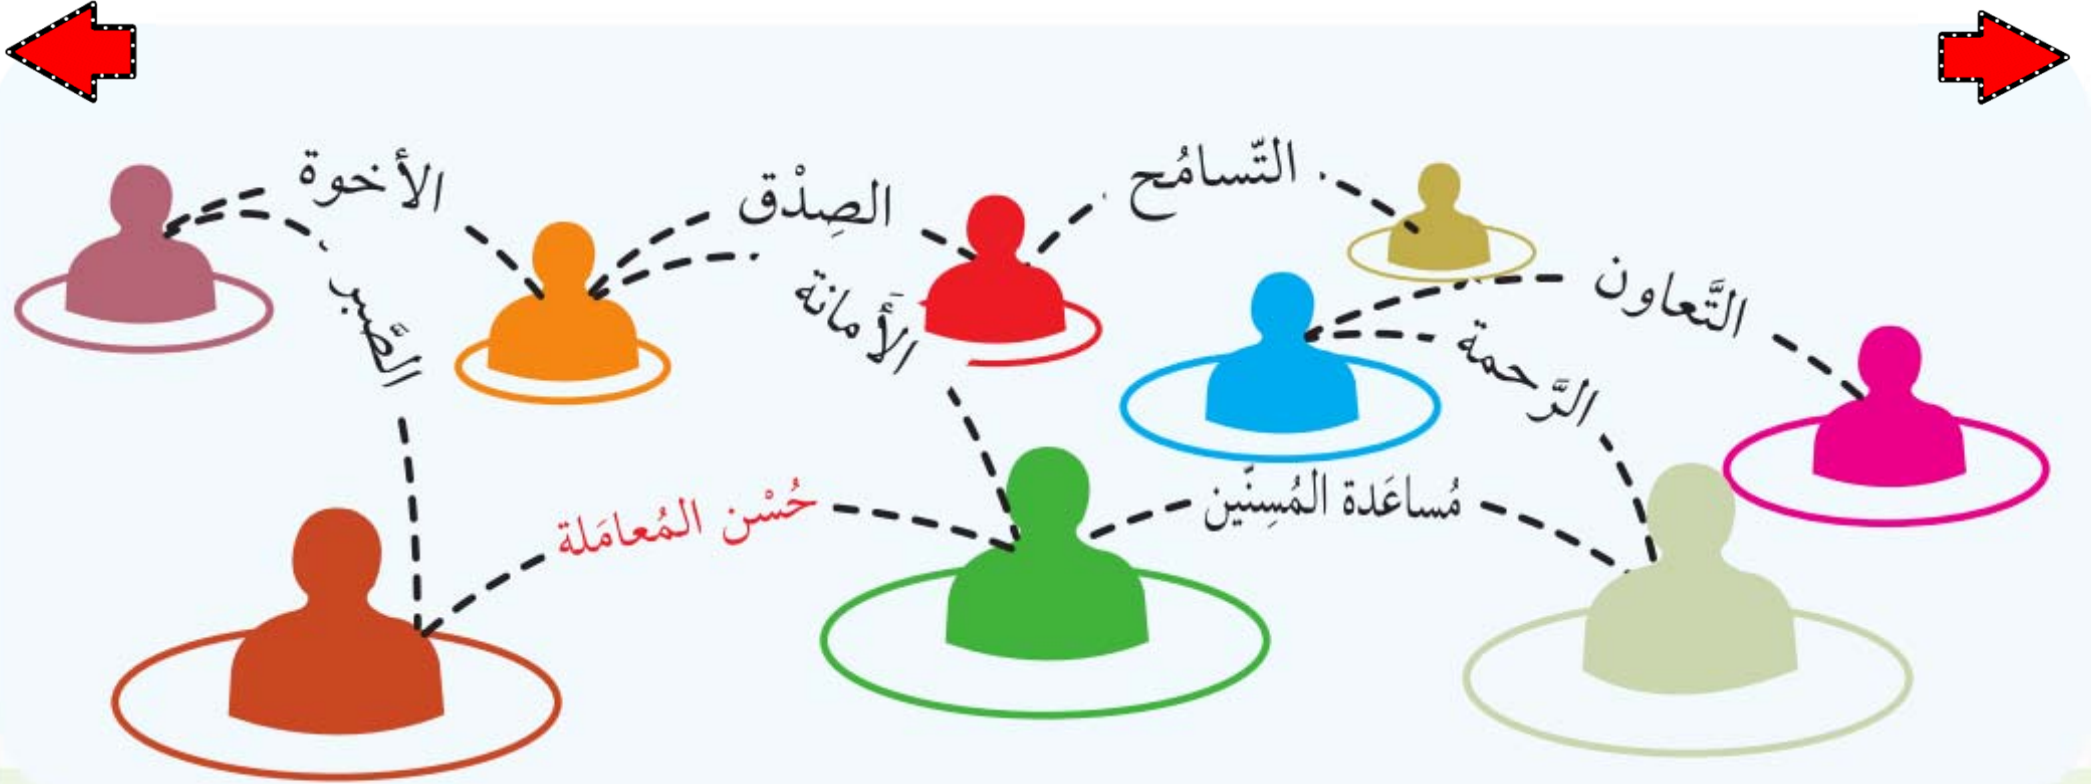 التّسامُح
الصِدْق
الأخوة
التَّعاون
الرَّحمة
الأَمانة
الصَّبر
مُساعَدة المُسِنّين
حُسْن المُعامَلة